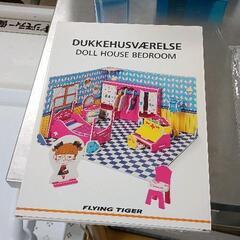 DUKKEHUSVÆRELSE
DOLL HOUSE BEDROOM
FLYING TIGER